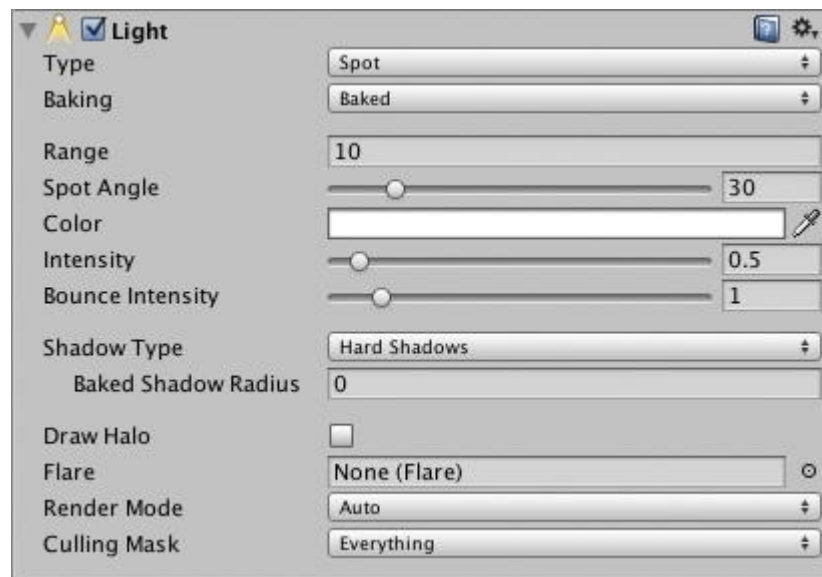 Light
Type Spot
Baking Baked
Range 10
Spot Angle 30
Color
Intensity 0.5
Bounce Intensity 1
Shadow Type Hard Shadows
Baked Shadow Radius 0
Draw Halo
Flare None (Flare)
Render Mode Auto
Culling Mask Everything